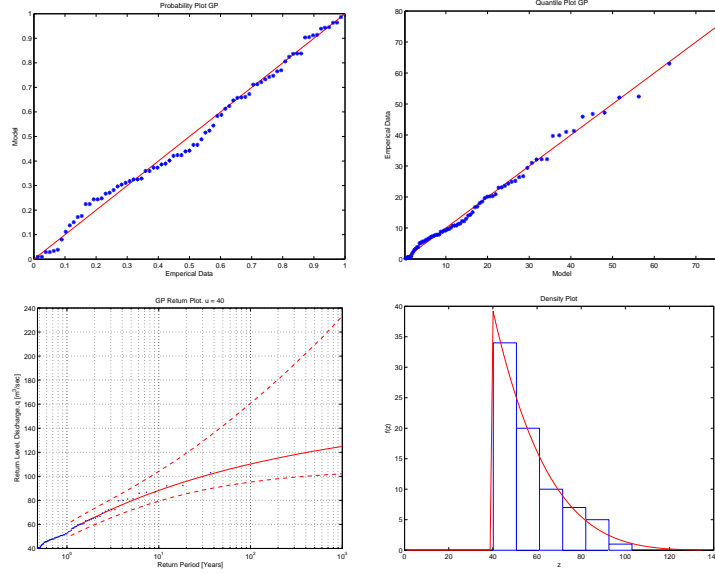 Probability Plot GP
1
0.9
0.8
0.7
0.6
0.5
0.4
0.3
0.2
0.1
0
Model
0 0.1 0.2 0.3 0.4 0.5 0.6 0.7 0.8 0.9 1
Emperical Data
Quantile Plot GP
80
70
60
50
40
30
20
10
0
Emperical Data
10 20 30 40 50 60 70
Model
GP Return Plot. u = 40
240
220
200
180
160
140
120
100
80
60
40
Return Level, Discharge, q [m³/sec]
10⁰ 10¹ 10² 10³
Return Period [Years]
Density Plot
40
35
30
25
20
15
10
5
0
f(z)
0 20 40 60 80 100 120 140
z